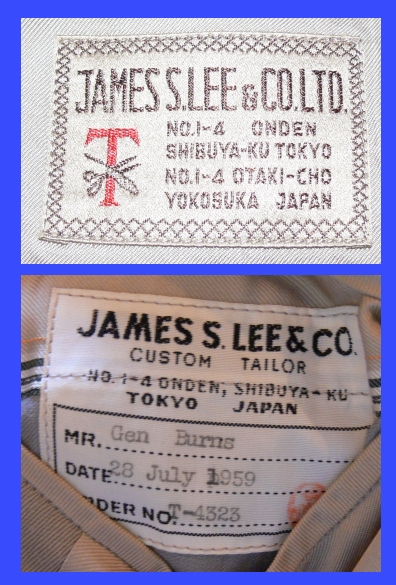 JAMES S. LEE & CO. LTD.
T
NO.1-4 ONDEN
SHIBUYA-KU TOKYO
NO.1-4 OTAKI-CHO
YOKOSUKA JAPAN
JAMES S. LEE & CO.
CUSTOM TAILOR
NO. 1-4 ONDEN, SHIBUYA-KU
TOKYO JAPAN
MR. Gen Burns
DATE 28 July 1959
DER NO. T-4323